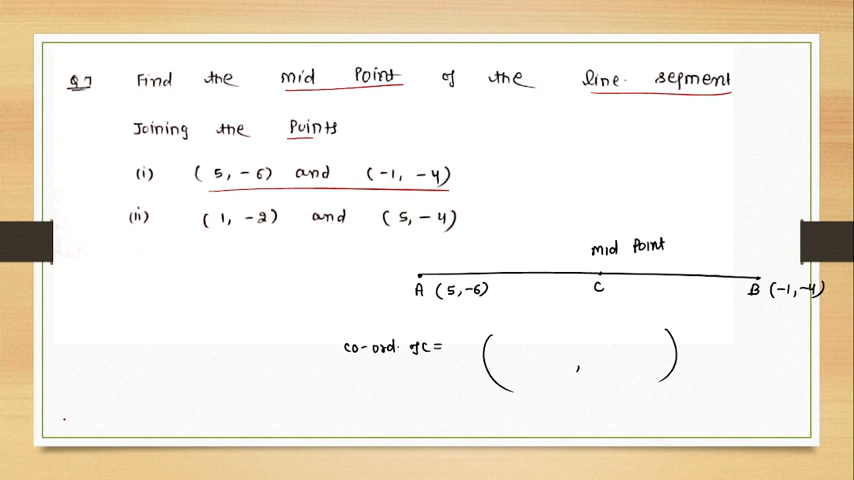 Q7 Find the mid Point of the line segment
Joining the Points
(i) (5, -6) and (-1, -4)
(ii) (1, -2) and (5, -4)
mid Point
A (5,-6) C B (-1,-4)
co-ord. of C = ( , )